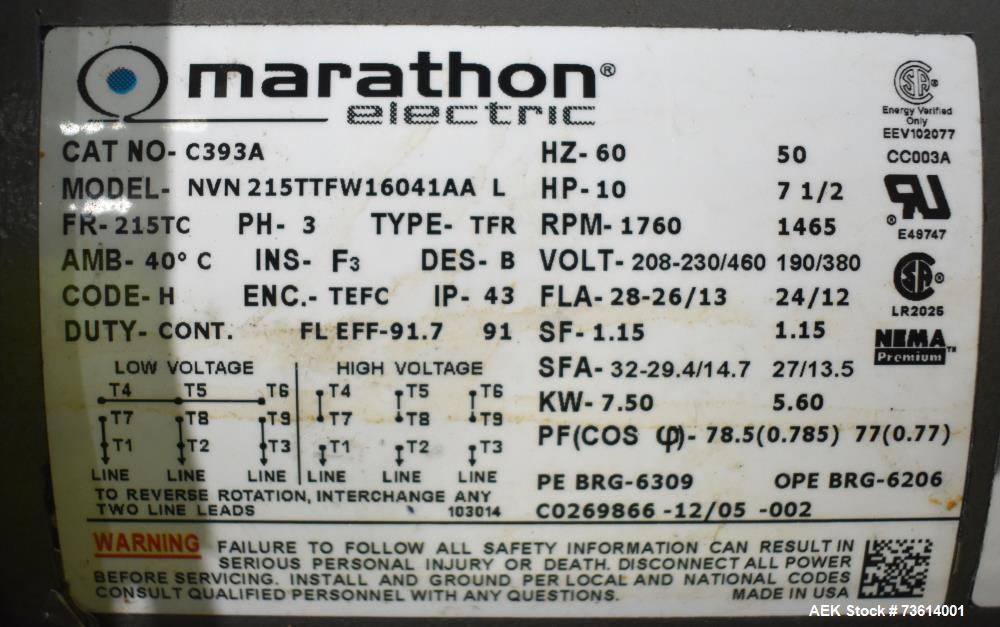 marathon®
electric
CAT NO- C393A
MODEL- NVN 215TTFW16041AA L
FR- 215TC PH- 3 TYPE- TFR
AMB- 40° C INS- F3 DES- B
CODE- H ENC.- TEFC IP- 43
DUTY- CONT. FL EFF-91.7 91
HZ- 60 50
HP- 10 7 1/2
RPM- 1760 1465
VOLT- 208-230/460 190/380
FLA- 28-26/13 24/12
SF- 1.15 1.15
SFA- 32-29.4/14.7 27/13.5
KW- 7.50 5.60
PF(COS φ)- 78.5(0.785) 77(0.77)
PE BRG-6309 OPE BRG-6206
C0269866 -12/05 -002
SA®
Energy Verified
Only
EEV102077
CC003A
RU
®
E49747
SA®
LR2025
NEMA
Premium™
LOW VOLTAGE HIGH VOLTAGE
T4 T5 T6 T4 T5 T6
T7 T8 T9 T7 T8 T9
T1 T2 T3 T1 T2 T3
LINE LINE LINE LINE LINE LINE
TO REVERSE ROTATION, INTERCHANGE ANY
TWO LINE LEADS 103014
WARNING FAILURE TO FOLLOW ALL SAFETY INFORMATION CAN RESULT IN
SERIOUS PERSONAL INJURY OR DEATH. DISCONNECT ALL POWER
BEFORE SERVICING. INSTALL AND GROUND PER LOCAL AND NATIONAL CODES
CONSULT QUALIFIED PERSONNEL WITH ANY QUESTIONS. MADE IN USA
AEK Stock # 73614001